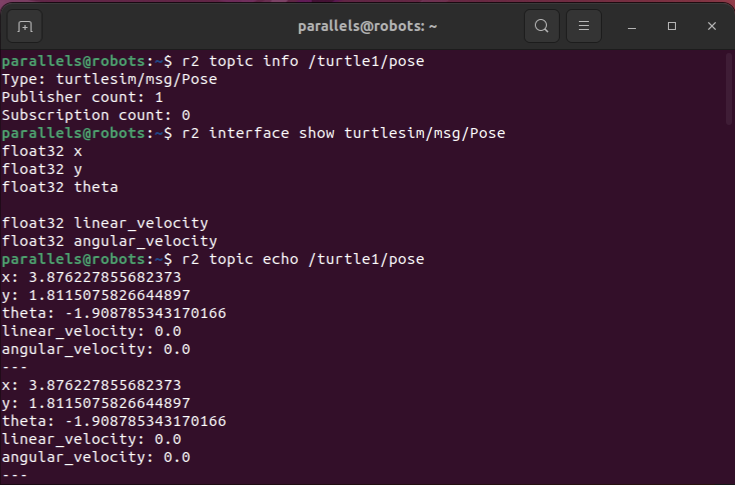 parallels@robots: ~
parallels@robots:~$ r2 topic info /turtle1/pose
Type: turtlesim/msg/Pose
Publisher count: 1
Subscription count: 0
parallels@robots:~$ r2 interface show turtlesim/msg/Pose
float32 x
float32 y
float32 theta
float32 linear_velocity
float32 angular_velocity
parallels@robots:~$ r2 topic echo /turtle1/pose
x: 3.876227855682373
y: 1.8115075826644897
theta: -1.908785343170166
linear_velocity: 0.0
angular_velocity: 0.0
---
x: 3.876227855682373
y: 1.8115075826644897
theta: -1.908785343170166
linear_velocity: 0.0
angular_velocity: 0.0
---